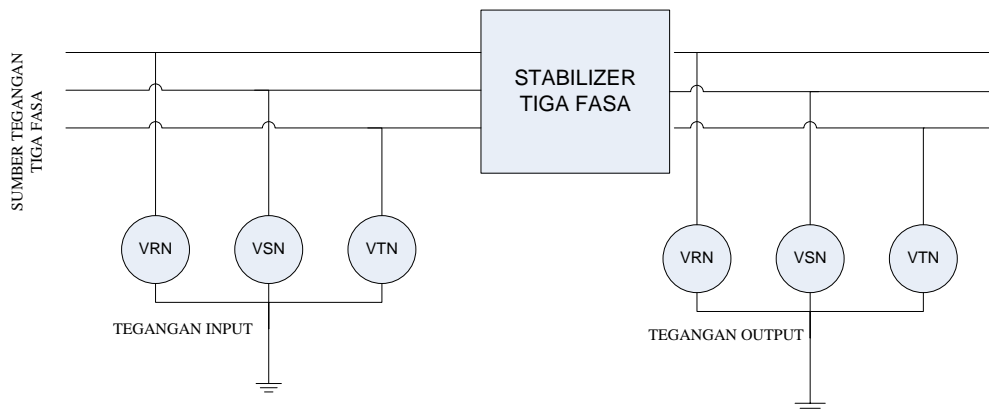 SUMBER TEGANGAN
TIGA FASA
STABILIZER
TIGA FASA
VRN
VSN
VTN
TEGANGAN INPUT
VRN
VSN
VTN
TEGANGAN OUTPUT